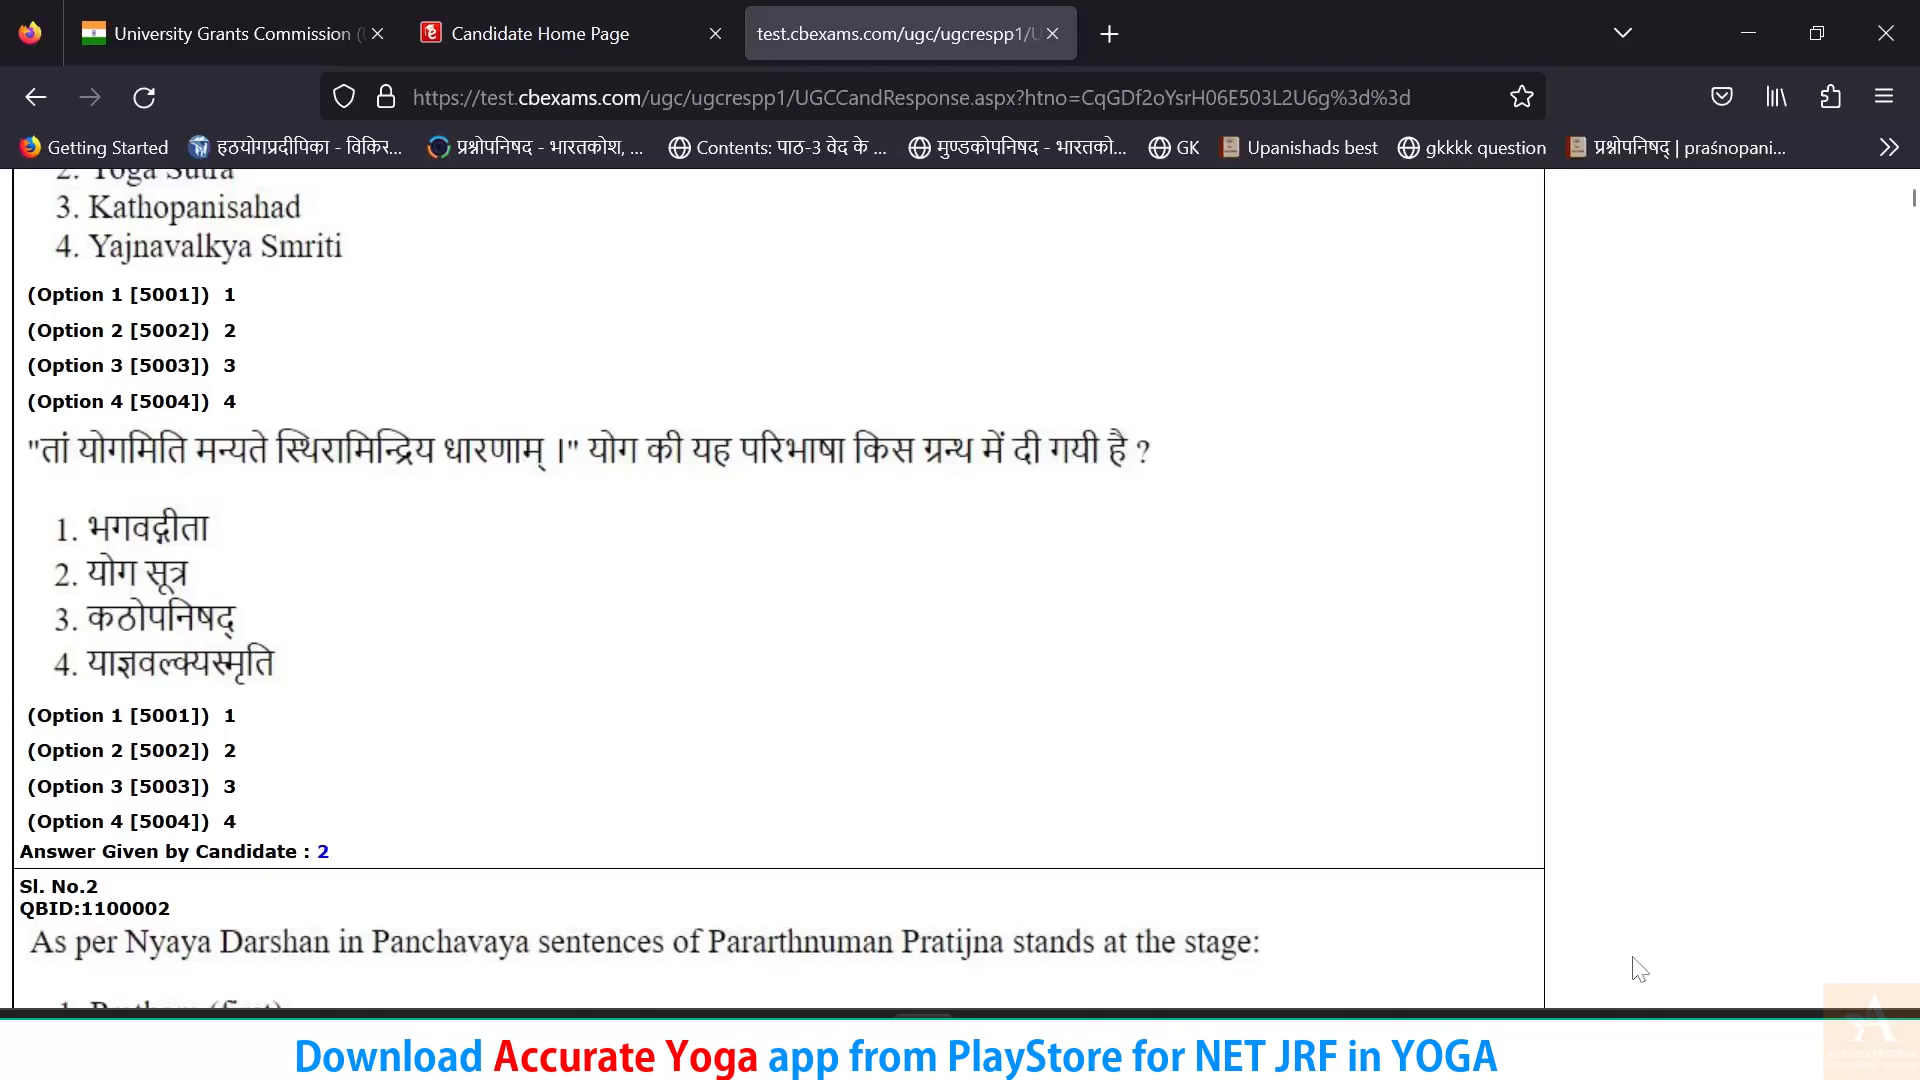 University Grants Commission (
Candidate Home Page
test.cbexams.com/ugc/ugcrespp1/U
https://test.cbexams.com/ugc/ugcrespp1/UGCCandResponse.aspx?htno=CqGDf2oYsrH06E503L2U6g%3d%3d
Getting Started
हठयोगप्रदीपिका - विकिर...
प्रश्नोपनिषद - भारतकोश, ...
Contents: पाठ-3 वेद के ...
मुण्डकोपनिषद - भारतको...
GK
Upanishads best
gkkkk question
प्रश्नोपनिषद् | praśnopani...
2. Yoga Sutra
3. Kathopanisahad
4. Yajnavalkya Smriti
(Option 1 [5001]) 1
(Option 2 [5002]) 2
(Option 3 [5003]) 3
(Option 4 [5004]) 4
"तां योगमिति मन्यते स्थिरामिन्द्रिय धारणाम् ।" योग की यह परिभाषा किस ग्रन्थ में दी गयी है ?
1. भगवद्गीता
2. योग सूत्र
3. कठोपनिषद्
4. याज्ञवल्क्यस्मृति
(Option 1 [5001]) 1
(Option 2 [5002]) 2
(Option 3 [5003]) 3
(Option 4 [5004]) 4
Answer Given by Candidate : 2
Sl. No.2
QBID:1100002
As per Nyaya Darshan in Panchavaya sentences of Pararthnuman Pratijna stands at the stage:
1. Pratham (first)
Download Accurate Yoga app from PlayStore for NET JRF in YOGA